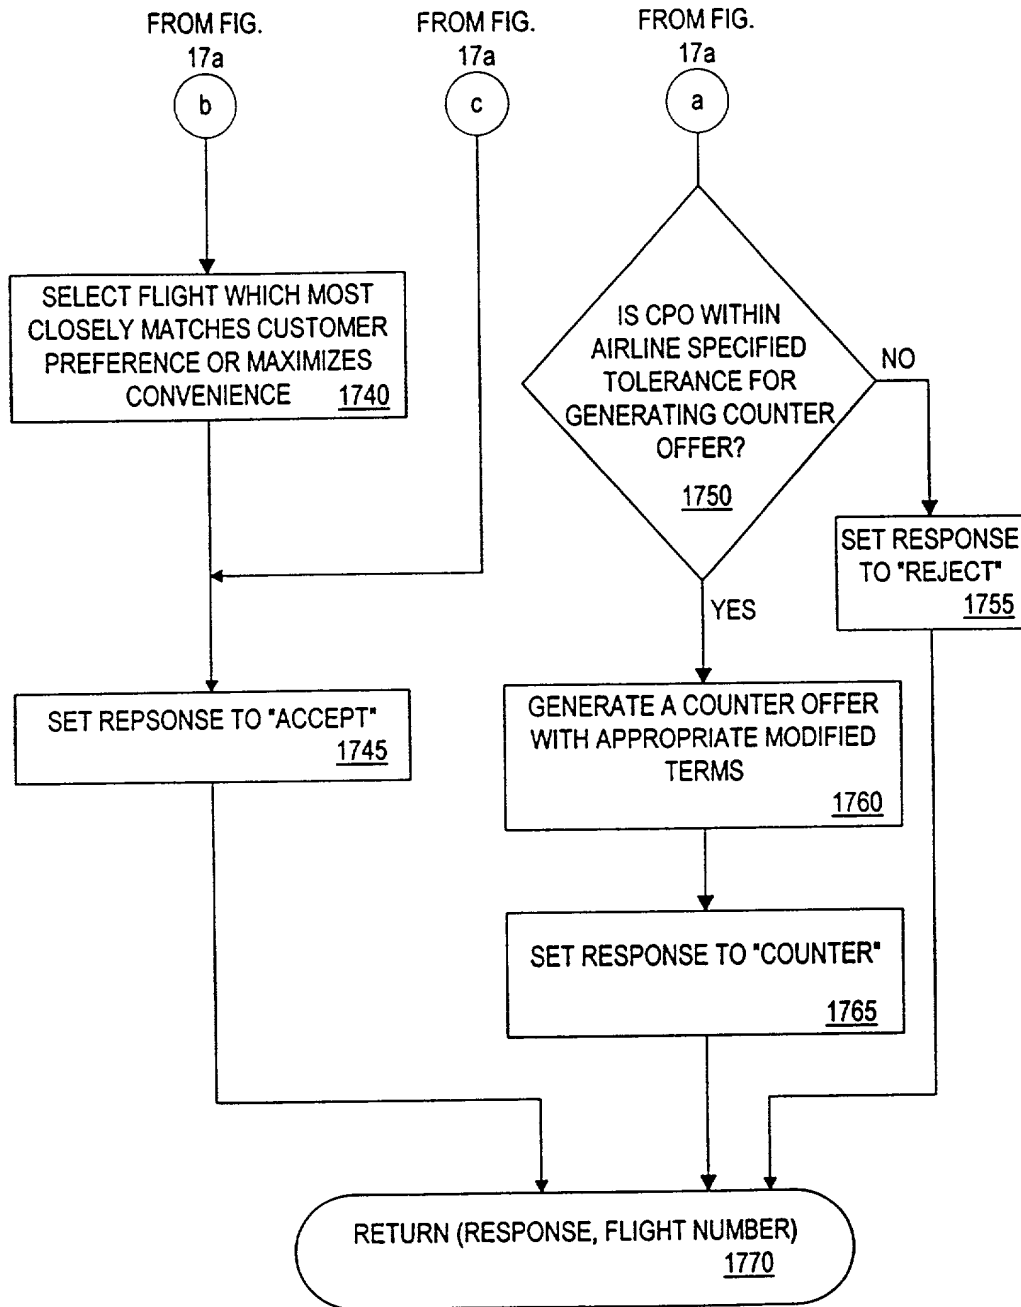 FROM FIG.
17a
b
FROM FIG.
17a
c
FROM FIG.
17a
a
SELECT FLIGHT WHICH MOST
CLOSELY MATCHES CUSTOMER
PREFERENCE OR MAXIMIZES
CONVENIENCE 1740
IS CPO WITHIN
AIRLINE SPECIFIED
TOLERANCE FOR
GENERATING COUNTER
OFFER?
1750
NO
YES
SET RESPONSE
TO "REJECT"
1755
SET REPSONSE TO "ACCEPT"
1745
GENERATE A COUNTER OFFER
WITH APPROPRIATE MODIFIED
TERMS
1760
SET RESPONSE TO "COUNTER"
1765
RETURN (RESPONSE, FLIGHT NUMBER)
1770